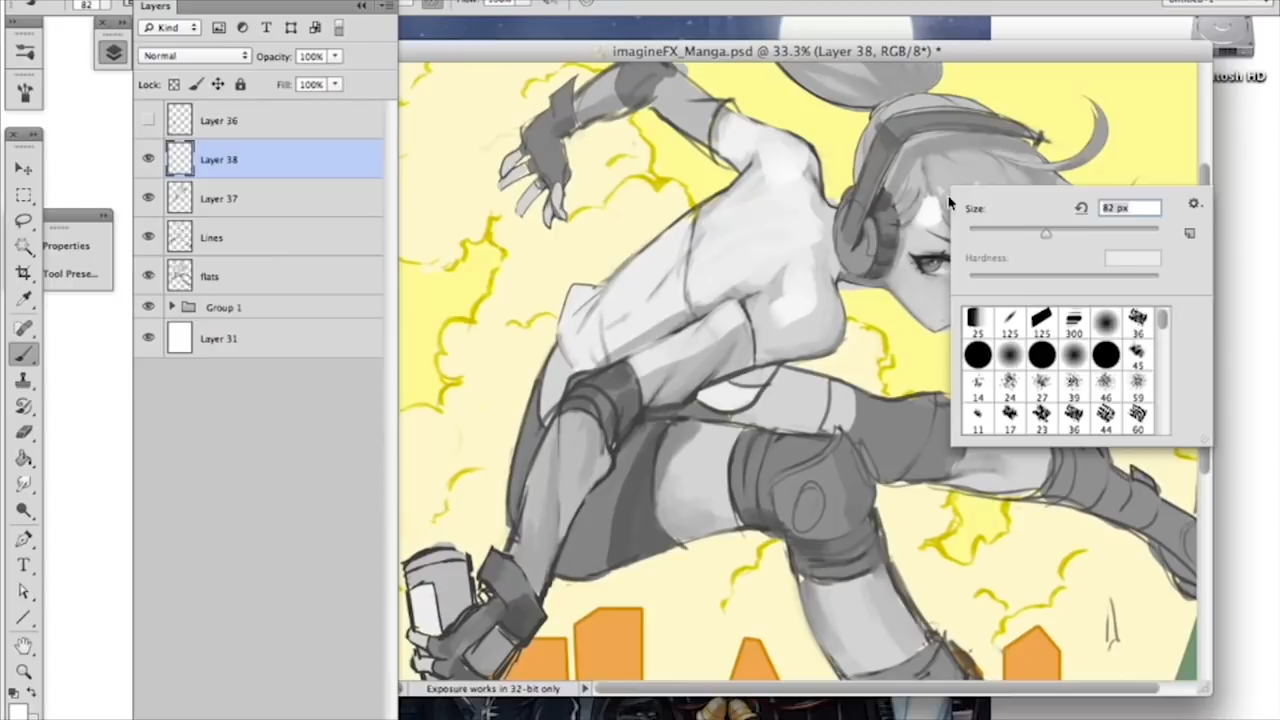 82
Layers
Kind
Normal
Opacity: 100%
Lock:
Fill: 100%
Layer 36
Layer 38
Layer 37
Lines
flats
Group 1
Layer 31
Properties
Tool Prese...
imagineFX_Manga.psd @ 33.3% (Layer 38, RGB/8*) *
Size:
82 px
Hardness:
25 125 125 300 36
45
14 24 27 39 46 59
11 17 23 36 44 60
Exposure works in 32-bit only
tosh HD